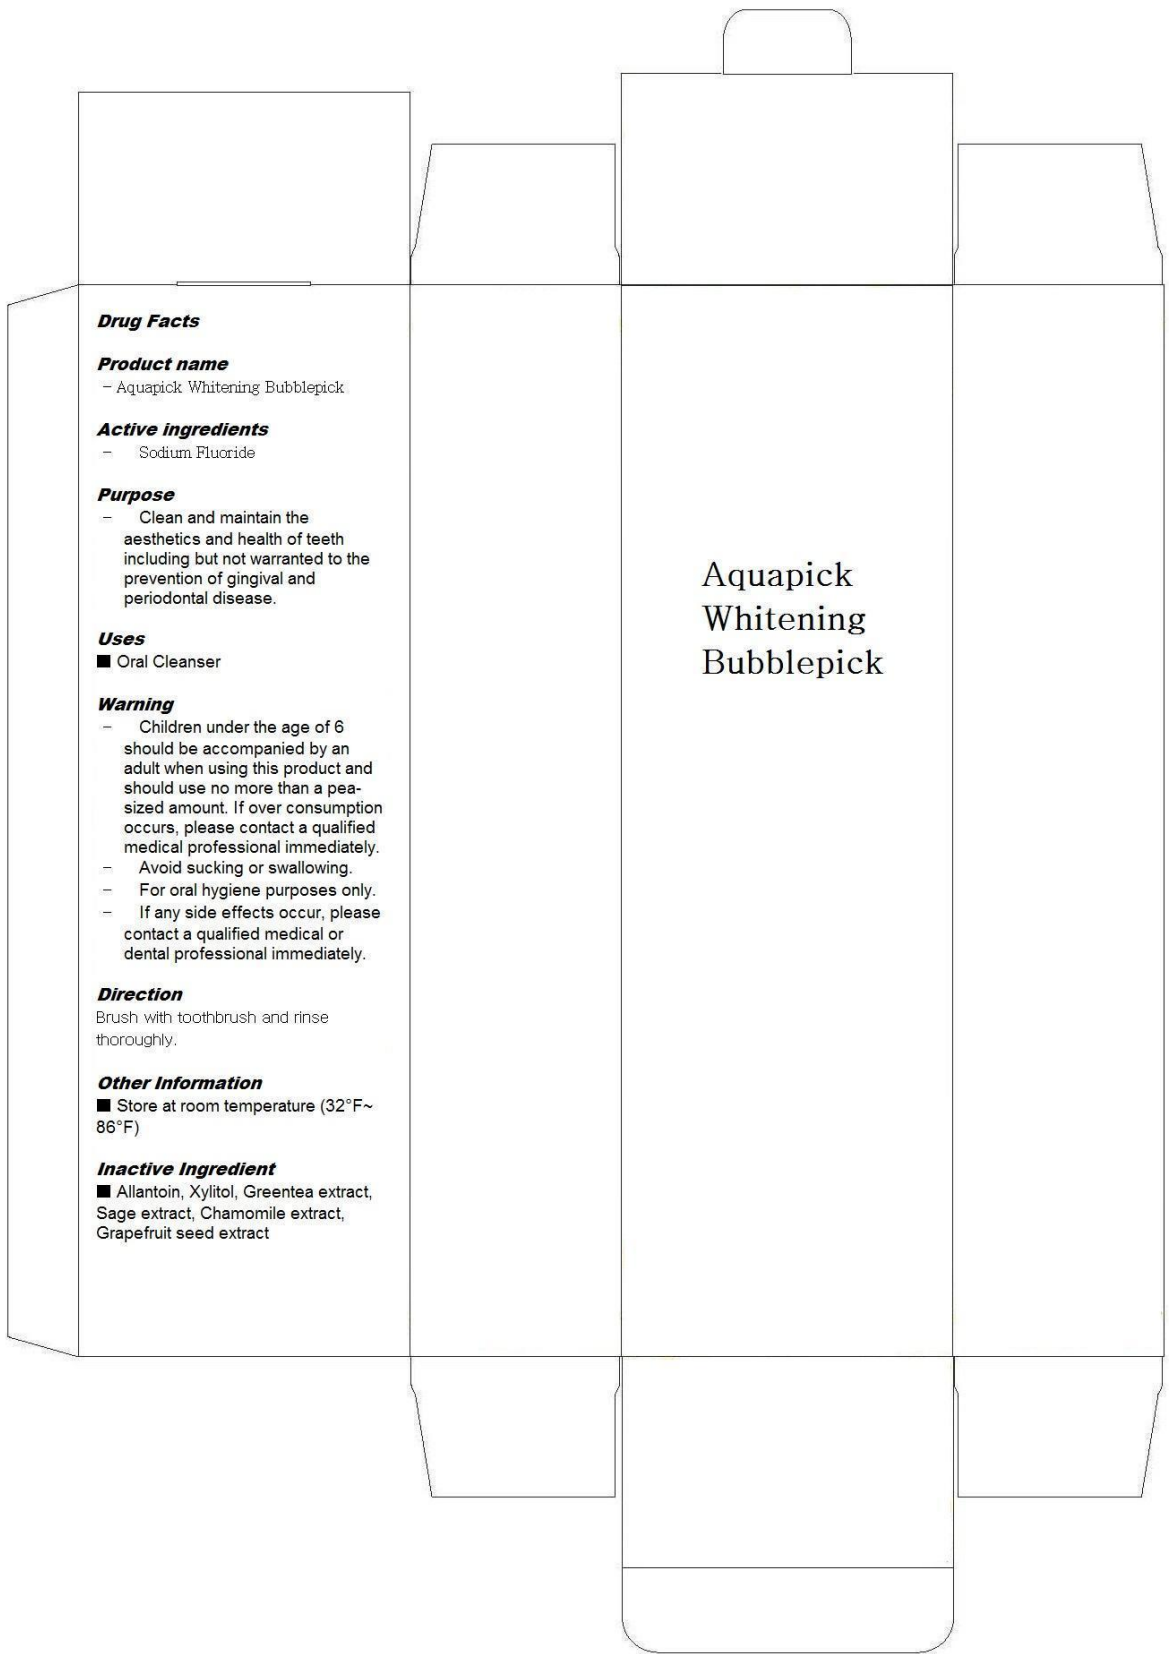 Drug Facts
Product name
- Aquapick Whitening Bubblepick
Active ingredients
- Sodium Fluoride
Purpose
- Clean and maintain the
aesthetics and health of teeth
including but not warranted to the
prevention of gingival and
periodontal disease.
Uses
■ Oral Cleanser
Warning
- Children under the age of 6
should be accompanied by an
adult when using this product and
should use no more than a pea-
sized amount. If over consumption
occurs, please contact a qualified
medical professional immediately.
- Avoid sucking or swallowing.
- For oral hygiene purposes only.
- If any side effects occur, please
contact a qualified medical or
dental professional immediately.
Direction
Brush with toothbrush and rinse
thoroughly.
Other Information
■ Store at room temperature (32°F~
86°F)
Inactive Ingredient
■ Allantoin, Xylitol, Greentea extract,
Sage extract, Chamomile extract,
Grapefruit seed extract
Aquapick
Whitening
Bubblepick